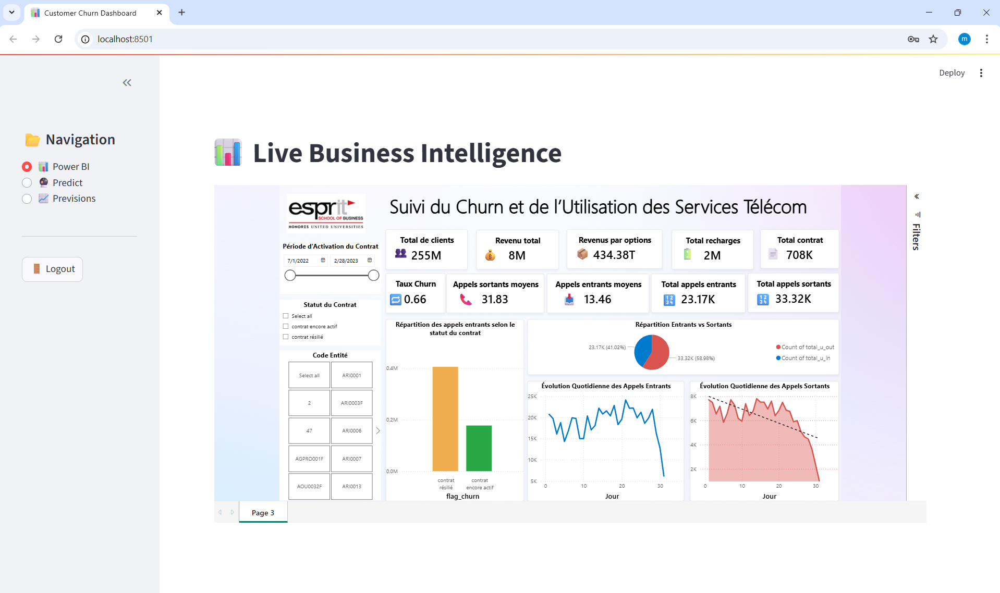 Customer Churn Dashboard
localhost:8501
m
Deploy
Navigation
Power BI
Predict
Previsions
Logout
Live Business Intelligence
esprit
SCHOOL OF BUSINESS
HONORIS UNITED UNIVERSITIES
Suivi du Churn et de l’Utilisation des Services Télécom
Filters
Période d’Activation du Contrat
7/1/2022
2/28/2023
Statut du Contrat
Select all
contrat encore actif
contrat résilié
Code Entité
Select all
ARI0001
2
ARI0003F
47
ARI0006
AGPRO001F
ARI0007
AOU0032F
ARI0013
Total de clients
255M
Revenu total
8M
Revenus par options
434.38T
Total recharges
2M
Total contrat
708K
Taux Churn
0.66
Appels sortants moyens
31.83
Appels entrants moyens
13.46
Total appels entrants
23.17K
Total appels sortants
33.32K
Répartition des appels entrants selon le
statut du contrat
0.4M
0.2M
0.0M
contrat
résilié
contrat
encore actif
flag_churn
Répartition Entrants vs Sortants
23.17K (41.02%)
33.32K (58.98%)
Count of total_u_out
Count of total_u_in
Évolution Quotidienne des Appels Entrants
25K
20K
15K
10K
5K
0
10
20
30
Jour
Évolution Quotidienne des Appels Sortants
8K
6K
4K
2K
0
10
20
30
Jour
Page 3